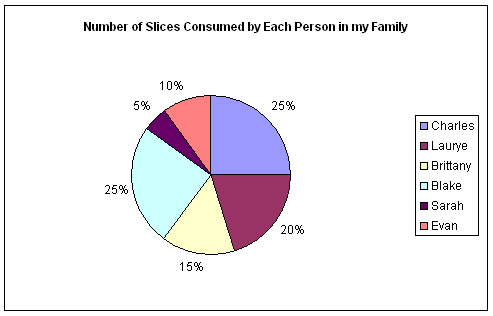 Number of Slices Consumed by Each Person in my Family
10%
5%
25%
25%
20%
15%
Charles
Laurye
Brittany
Blake
Sarah
Evan